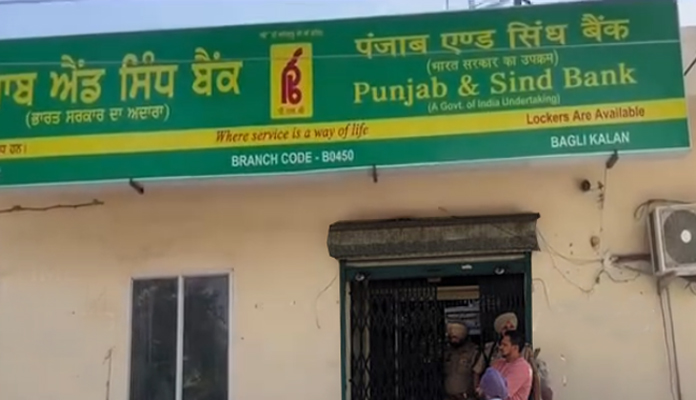 ਬ ਐਂਡ ਸਿੰਧ ਬੈਂਕ
(ਭਾਰਤ ਸਰਕਾਰ ਦਾ ਅਦਾਰਾ)
पंजाब एण्ड सिंध बैंक
(भारत सरकार का उपक्रम)
Punjab & Sind Bank
(A Govt. of India Undertaking)
Where service is a way of life
Lockers Are Available
BRANCH CODE - B0450
BAGLI KALAN